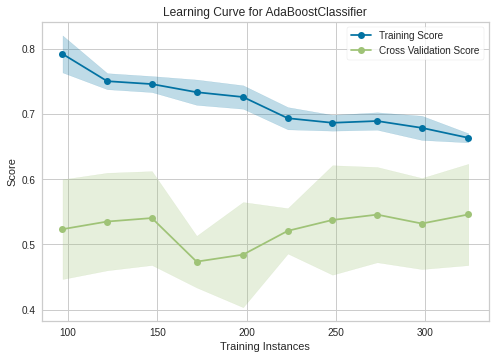 Learning Curve for AdaBoostClassifier
Training Score
Cross Validation Score
0.8
0.7
0.6
0.5
0.4
Score
100
150
200
250
300
Training Instances